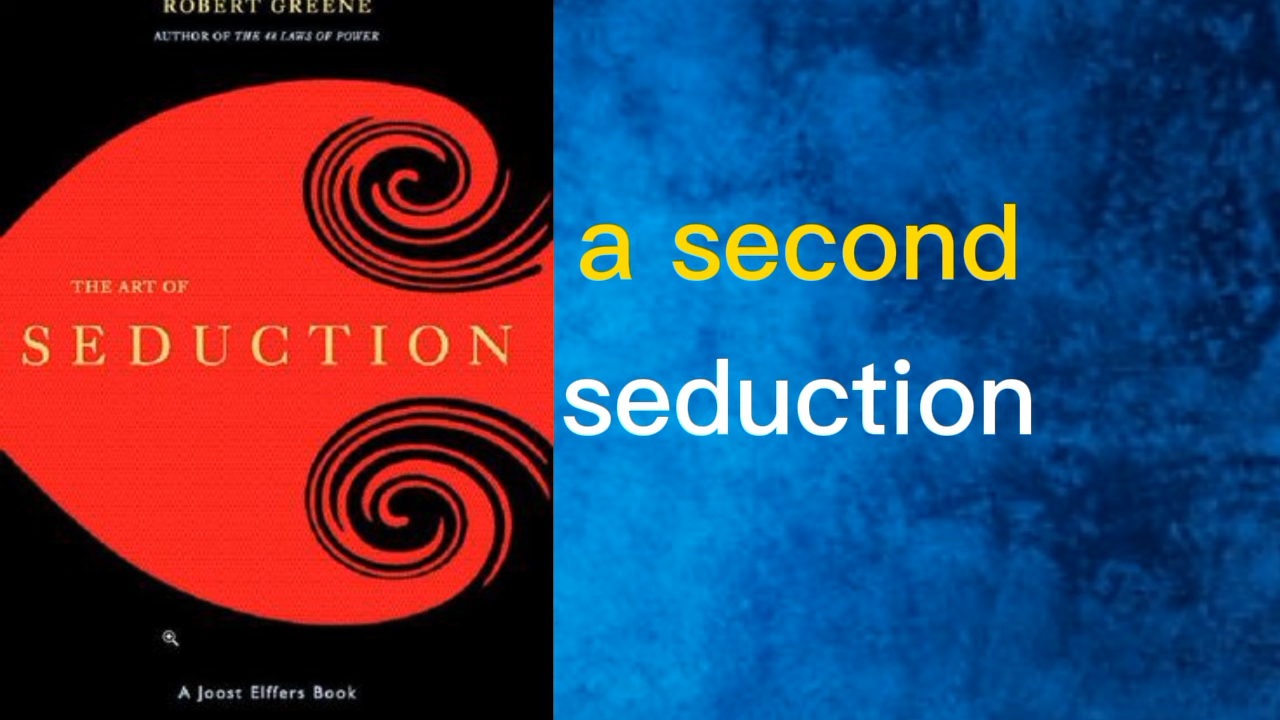 ROBERT GREENE
AUTHOR OF THE 48 LAWS OF POWER
THE ART OF
SEDUCTION
A Joost Elffers Book
a second
seduction